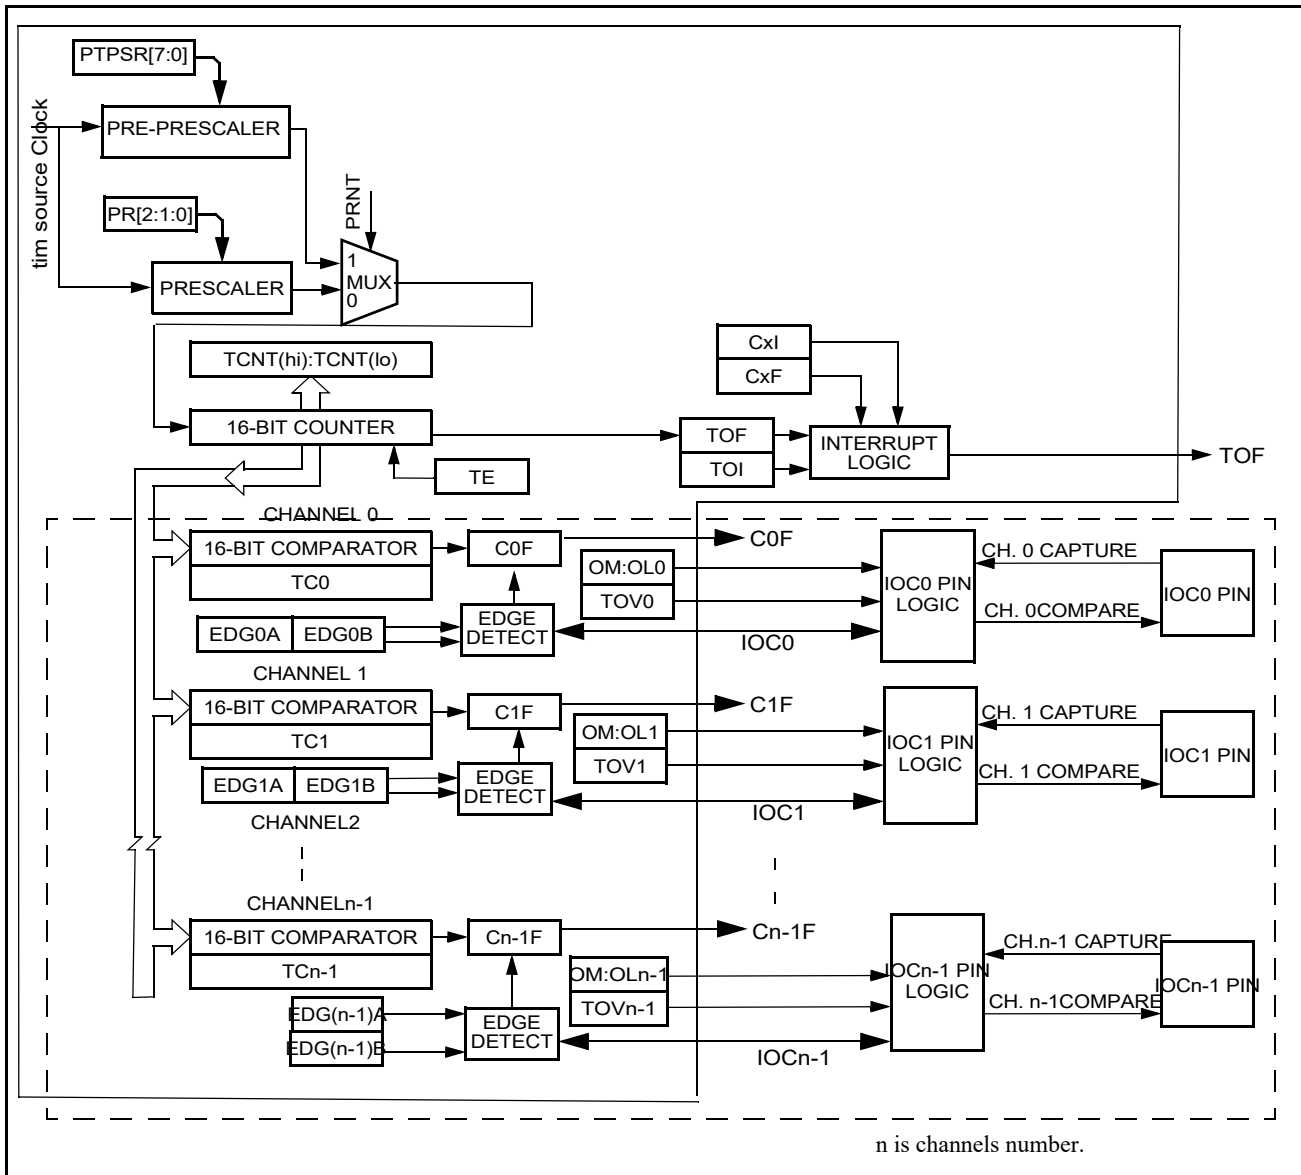 PTPSR[7:0]
tim source Clock
PRE-PRESCALER
PR[2:1:0]
PRNT
PRESCALER
1
MUX
0
TCNT(hi):TCNT(lo)
CxI
CxF
16-BIT COUNTER
TOF
TOI
INTERRUPT
LOGIC
TOF
TE
CHANNEL 0
16-BIT COMPARATOR
TC0
C0F
C0F
OM:OL0
TOV0
IOC0 PIN
LOGIC
CH. 0 CAPTURE
CH. 0COMPARE
IOC0 PIN
EDG0A
EDG0B
EDGE
DETECT
IOC0
CHANNEL 1
16-BIT COMPARATOR
TC1
C1F
C1F
OM:OL1
TOV1
IOC1 PIN
LOGIC
CH. 1 CAPTURE
CH. 1 COMPARE
IOC1 PIN
EDG1A
EDG1B
EDGE
DETECT
IOC1
CHANNEL2
CHANNELn-1
16-BIT COMPARATOR
TCn-1
Cn-1F
Cn-1F
OM:OLn-1
TOVn-1
IOCn-1 PIN
LOGIC
CH.n-1 CAPTURE
CH. n-1COMPARE
IOCn-1 PIN
EDG(n-1)A
EDG(n-1)B
EDGE
DETECT
IOCn-1
n is channels number.